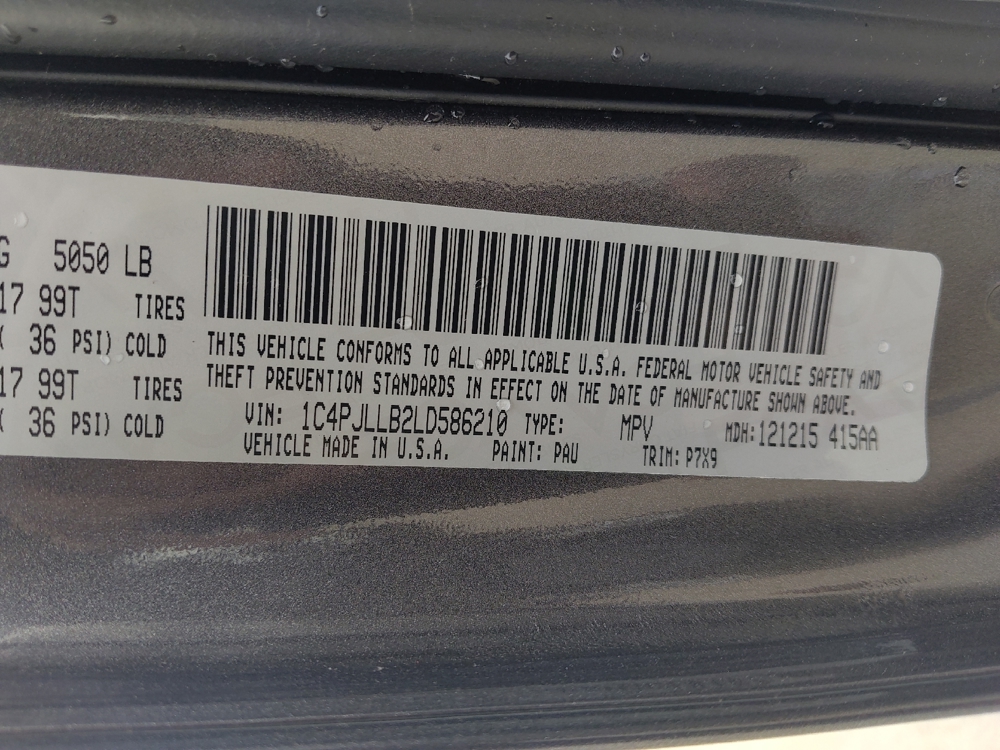 G 5050 LB
17 99T TIRES
( 36 PSI) COLD
17 99T TIRES
( 36 PSI) COLD
THIS VEHICLE CONFORMS TO ALL APPLICABLE U.S.A. FEDERAL MOTOR VEHICLE SAFETY AND
THEFT PREVENTION STANDARDS IN EFFECT ON THE DATE OF MANUFACTURE SHOWN ABOVE.
VIN: 1C4PJLLB2LD586210 TYPE: MPV MDH: 121215 415AA
VEHICLE MADE IN U.S.A. PAINT: PAU TRIM: P7X9